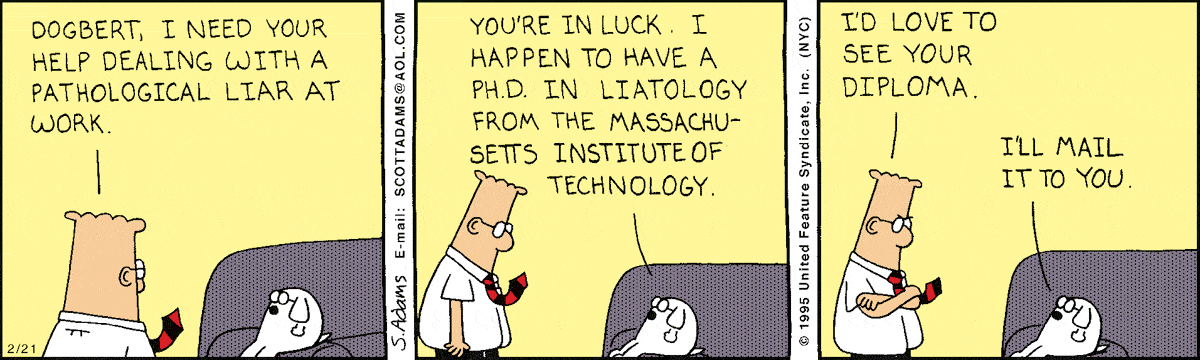 DOGBERT, I NEED YOUR
HELP DEALING WITH A
PATHOLOGICAL LIAR AT
WORK.
2/21
S.Adams E-mail: SCOTTADAMS@AOL.COM
YOU'RE IN LUCK. I
HAPPEN TO HAVE A
PH.D. IN LIATOLOGY
FROM THE MASSACHU-
SETTS INSTITUTE OF
TECHNOLOGY.
© 1995 United Feature Syndicate, Inc. (NYC)
I'D LOVE TO
SEE YOUR
DIPLOMA.
I'LL MAIL
IT TO YOU.